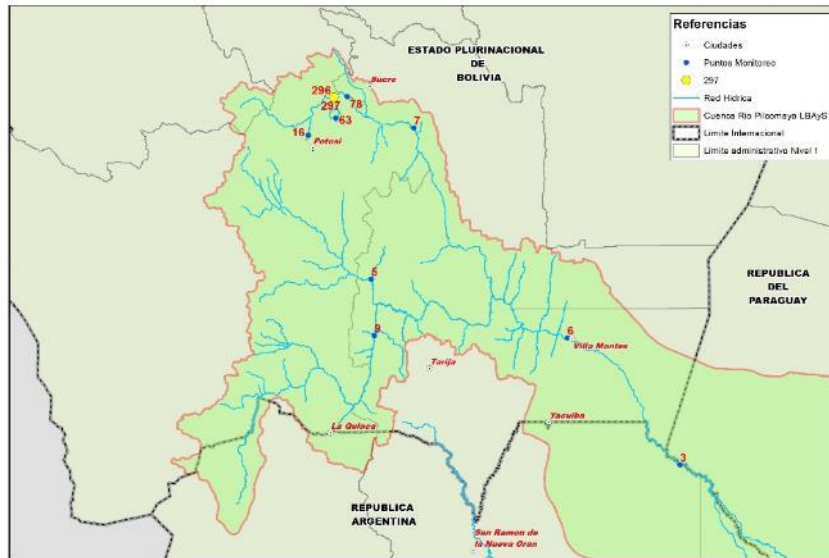 Referencias
Ciudades
Puntos Monitoreo
297
Red Hidrica
Cuenca Rio Pilcomayo LBAyS
Limite Internacional
Limite administrativo Nivel 1
ESTADO PLURINACIONAL
DE
BOLIVIA
Sucre
296
297
78
63
16
7
Potosi
REPUBLICA
DEL
PARAGUAY
5
9
6
Villa Montes
Tarija
La Quiaca
Yacuiba
3
REPUBLICA
ARGENTINA
San Ramon de
la Nueva Oran